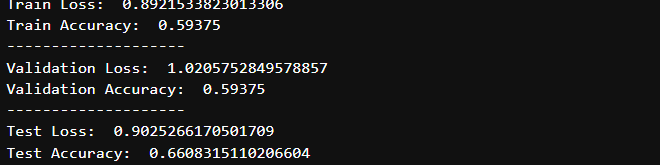 Train Loss:  0.8921533823013306
Train Accuracy:  0.59375
--------------------
Validation Loss:  1.0205752849578857
Validation Accuracy:  0.59375
--------------------
Test Loss:  0.9025266170501709
Test Accuracy:  0.6608315110206604